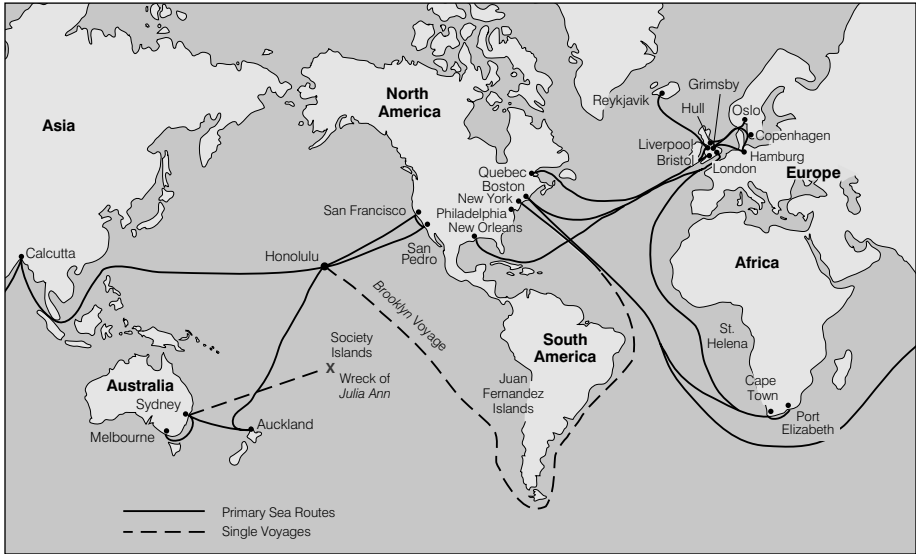 Asia
North
America
Reykjavik
Grimsby
Hull
Oslo
Copenhagen
Liverpool
Bristol
Hamburg
London
Europe
Quebec
Boston
New York
Philadelphia
New Orleans
San Francisco
San
Pedro
Calcutta
Honolulu
Africa
Brooklyn Voyage
Society
Islands
X
Wreck of
Julia Ann
South
America
St.
Helena
Juan
Fernandez
Islands
Cape
Town
Port
Elizabeth
Australia
Sydney
Melbourne
Auckland
Primary Sea Routes
Single Voyages